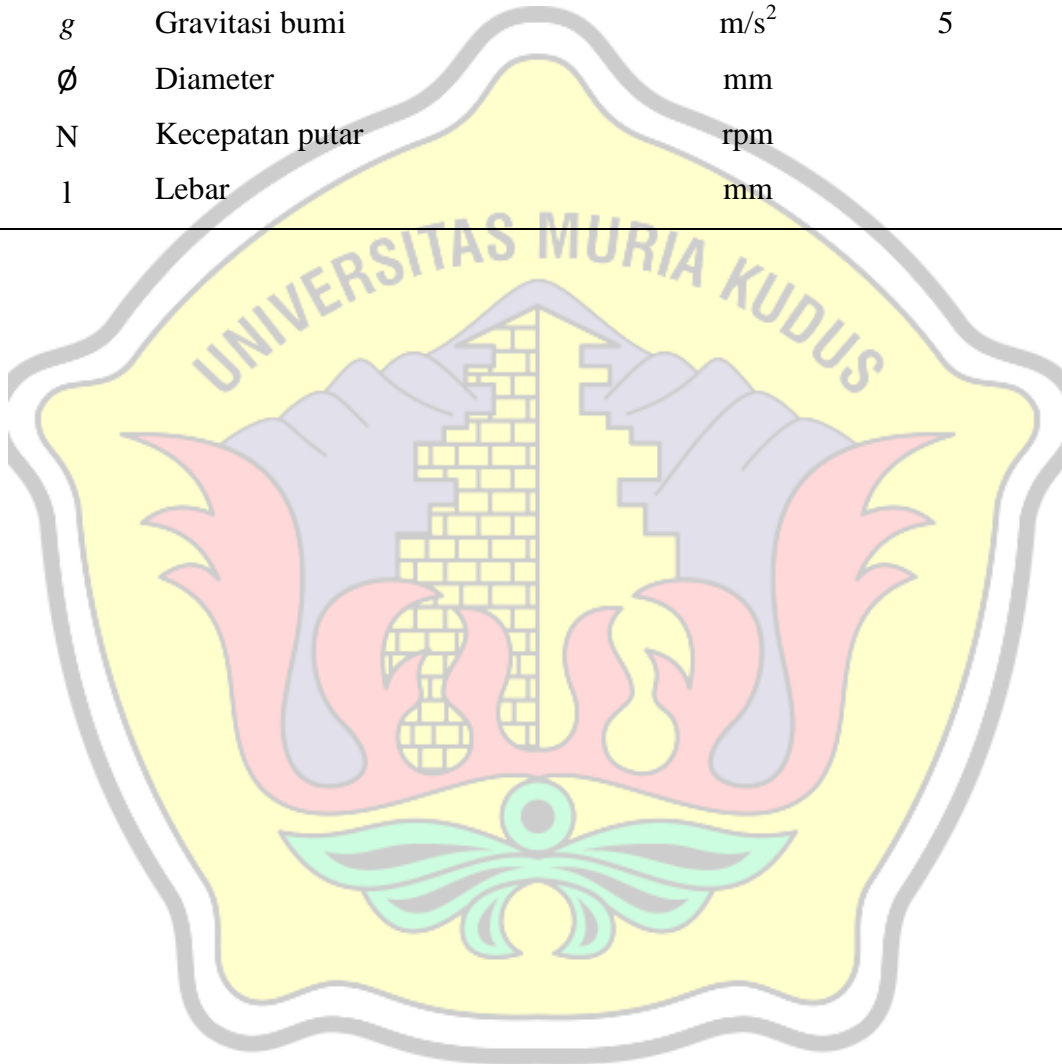 g Gravitasi bumi m/s² 5
Ø Diameter mm
N Kecepatan putar rpm
l Lebar mm
UNIVERSITAS MURIA KUDUS